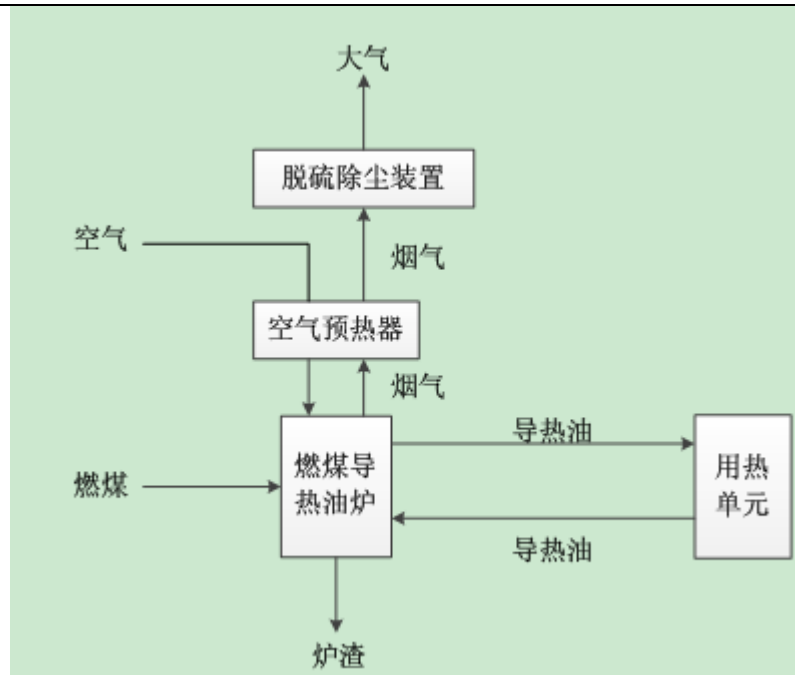 大气
脱硫除尘装置
空气
烟气
空气预热器
烟气
导热油
燃煤
燃煤导
热油炉
用热
单元
导热油
炉渣